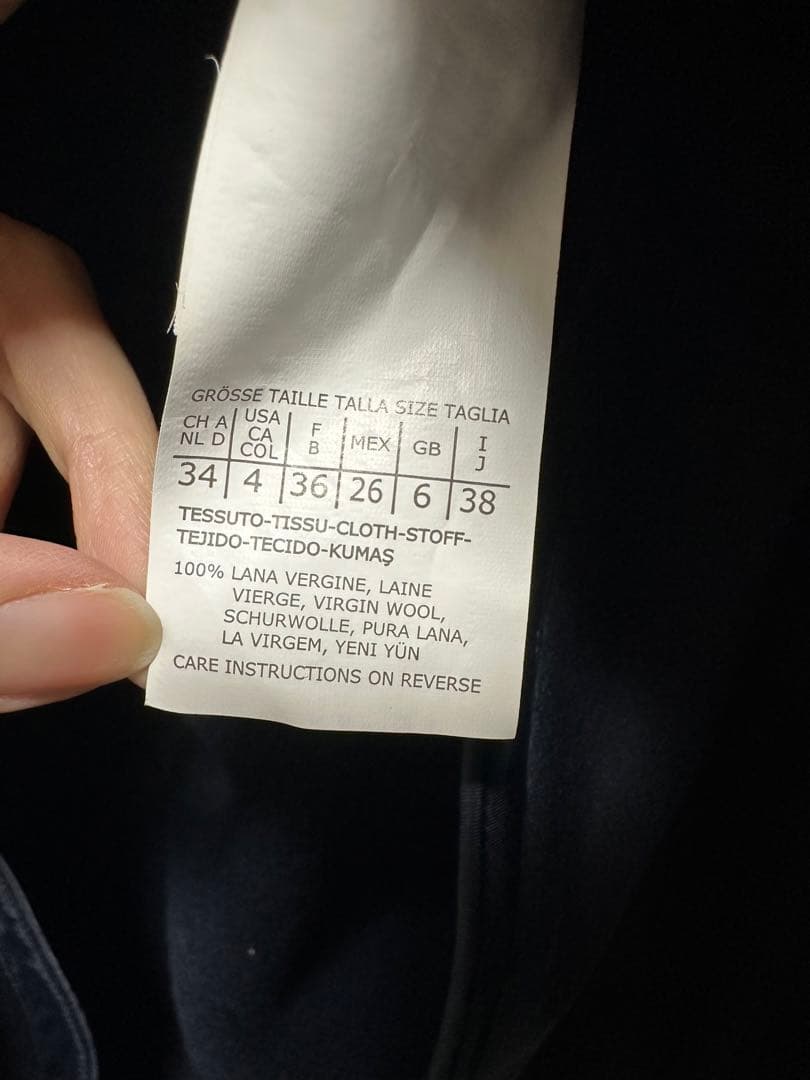 GRÖSSE TAILLE TALLA SIZE TAGLIA
CH A NL D | USA CA COL | F B | MEX | GB | I J
34 | 4 | 36 | 26 | 6 | 38
TESSUTO-TISSU-CLOTH-STOFF-
TEJIDO-TECIDO-KUMAŞ
100% LANA VERGINE, LAINE
VIERGE, VIRGIN WOOL,
SCHURWOLLE, PURA LANA,
LA VIRGEM, YENI YÜN
CARE INSTRUCTIONS ON REVERSE